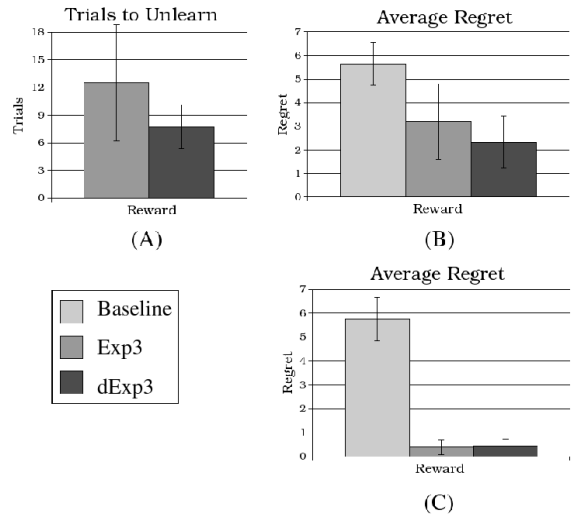 Trials to Unlearn
18
15
12
9
6
3
0
Trials
Reward
(A)
Average Regret
7
6
5
4
3
2
1
0
Regret
Reward
(B)
Baseline
Exp3
dExp3
Average Regret
7
6
5
4
3
2
1
0
Regret
Reward
(C)